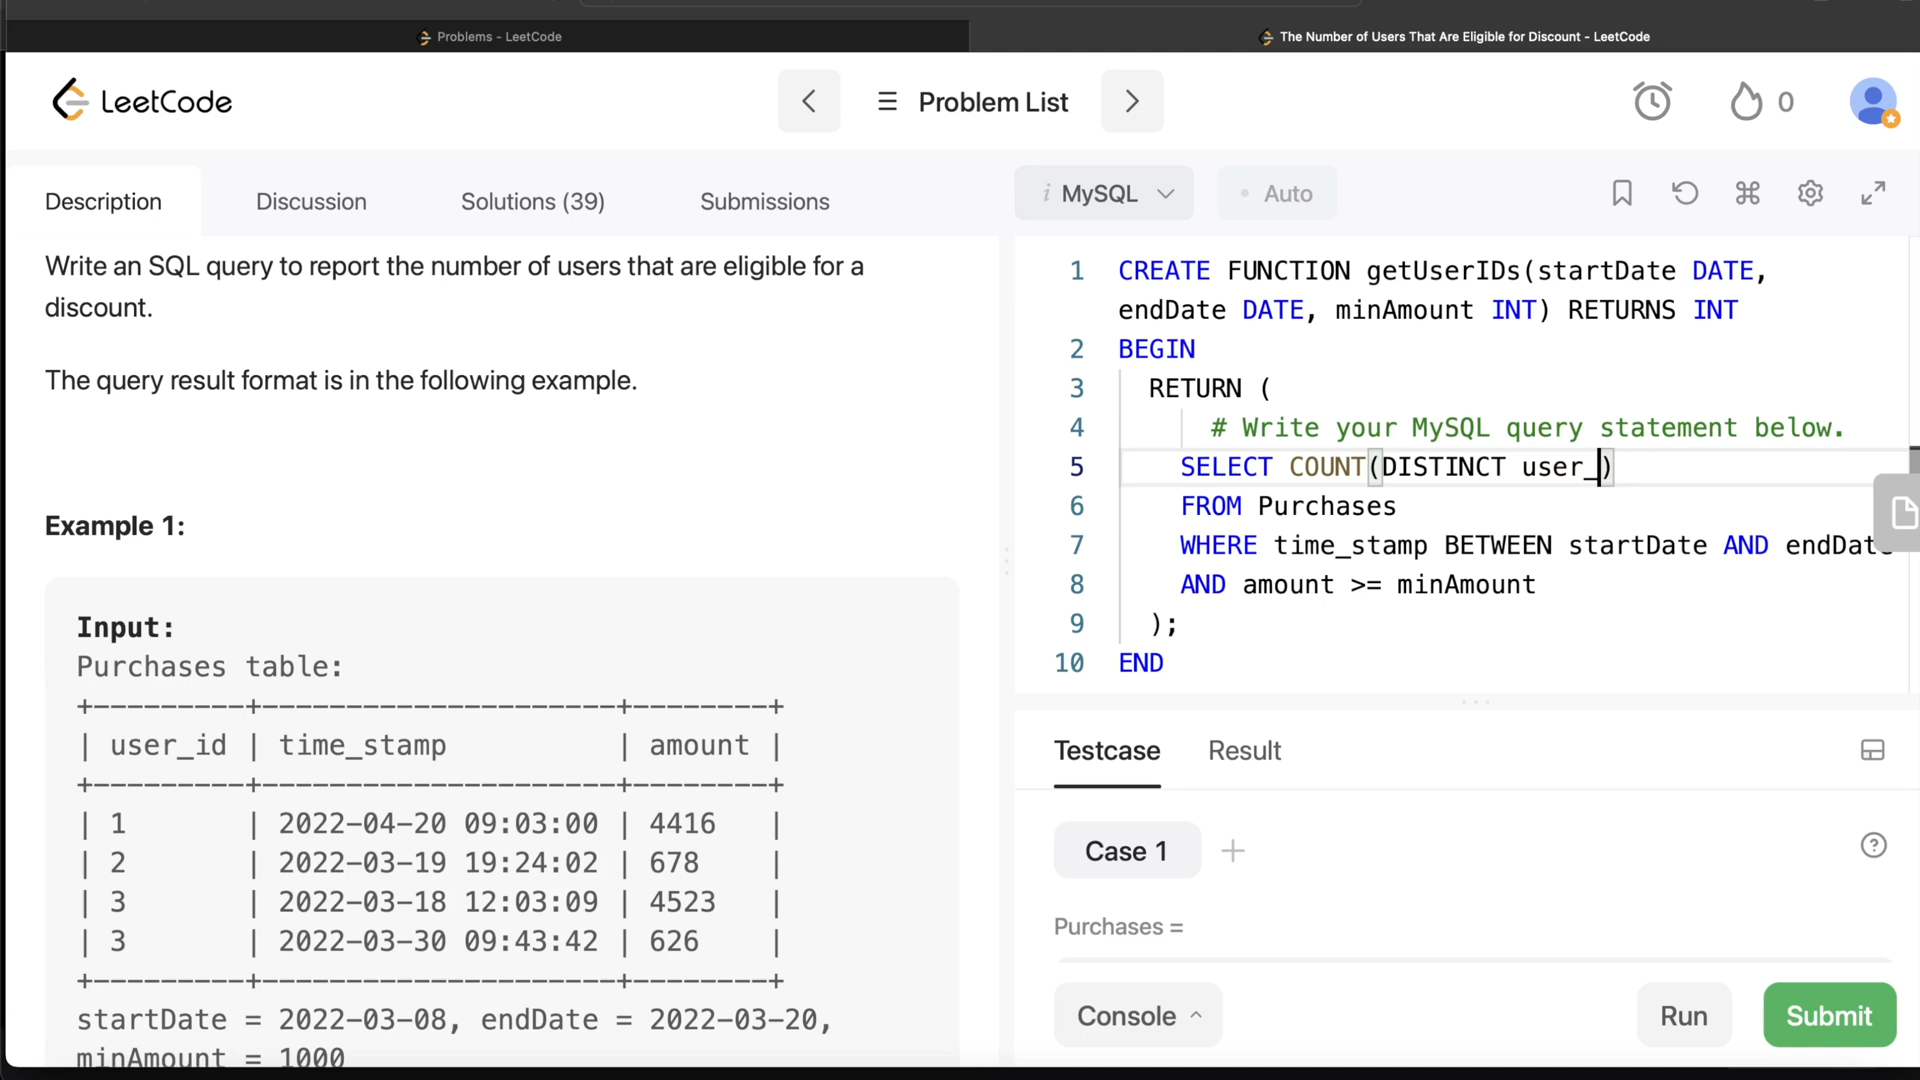 Problems - LeetCode
The Number of Users That Are Eligible for Discount - LeetCode
LeetCode
Problem List
0
Description
Discussion
Solutions (39)
Submissions
Write an SQL query to report the number of users that are eligible for a
discount.
The query result format is in the following example.
Example 1:
Input:
Purchases table:
+---------+---------------------+--------+
| user_id | time_stamp          | amount |
+---------+---------------------+--------+
| 1       | 2022-04-20 09:03:00 | 4416   |
| 2       | 2022-03-19 19:24:02 | 678    |
| 3       | 2022-03-18 12:03:09 | 4523   |
| 3       | 2022-03-30 09:43:42 | 626    |
+---------+---------------------+--------+
startDate = 2022-03-08, endDate = 2022-03-20,
minAmount = 1000
i MySQL
Auto
1 CREATE FUNCTION getUserIDs(startDate DATE,
endDate DATE, minAmount INT) RETURNS INT
2 BEGIN
3 RETURN (
4 # Write your MySQL query statement below.
5 SELECT COUNT(DISTINCT user_)
6 FROM Purchases
7 WHERE time_stamp BETWEEN startDate AND endDate
8 AND amount >= minAmount
9 );
10 END
Testcase
Result
Case 1
Purchases =
Console
Run
Submit